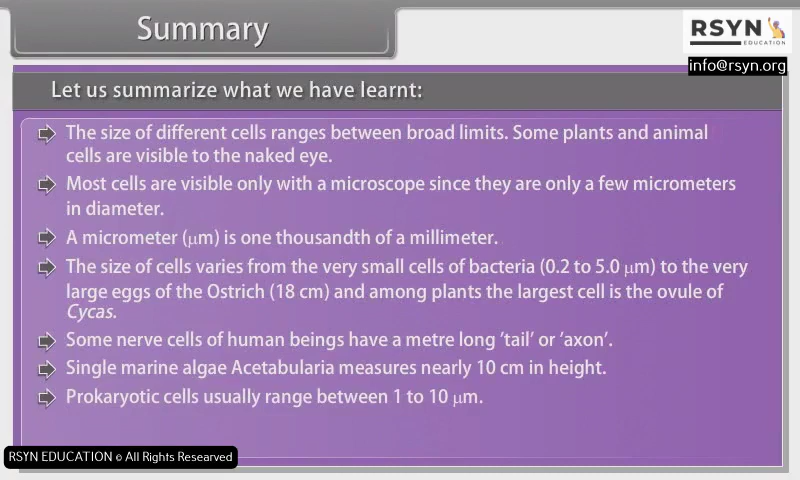 Summary
RSYN
EDUCATION
info@rsyn.org
Let us summarize what we have learnt:
The size of different cells ranges between broad limits. Some plants and animal
cells are visible to the naked eye.
Most cells are visible only with a microscope since they are only a few micrometers
in diameter.
A micrometer (μm) is one thousandth of a millimeter.
The size of cells varies from the very small cells of bacteria (0.2 to 5.0 μm) to the very
large eggs of the Ostrich (18 cm) and among plants the largest cell is the ovule of
Cycas.
Some nerve cells of human beings have a metre long 'tail' or 'axon'.
Single marine algae Acetabularia measures nearly 10 cm in height.
Prokaryotic cells usually range between 1 to 10 μm.
RSYN EDUCATION © All Rights Researved